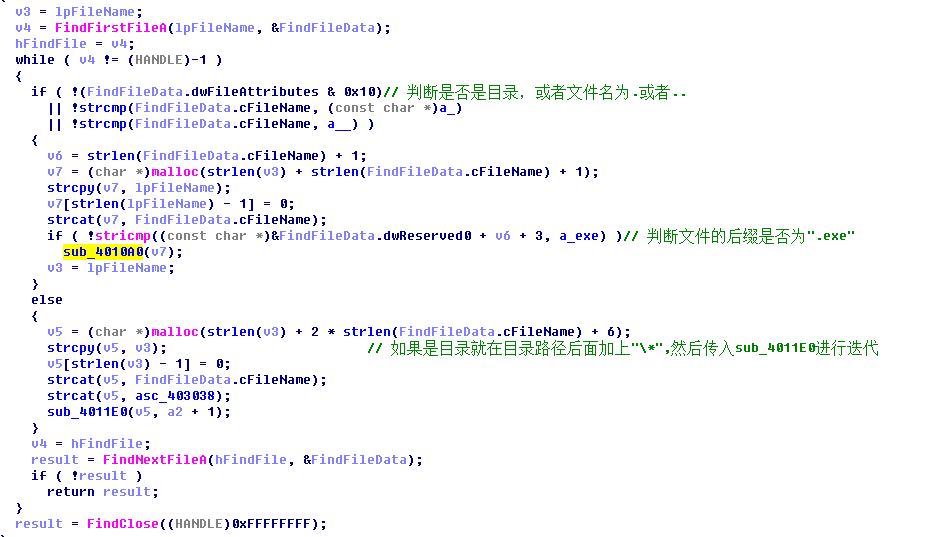 v3 = lpFileName;
v4 = FindFirstFileA(lpFileName, &FindFileData);
hFindFile = v4;
while ( v4 != (HANDLE)-1 )
{
if ( !(FindFileData.dwFileAttributes & 0x10)// 判断是否是目录，或者文件名为.或者..
|| !strcmp(FindFileData.cFileName, (const char *)a_)
|| !strcmp(FindFileData.cFileName, a__) )
{
v6 = strlen(FindFileData.cFileName) + 1;
v7 = (char *)malloc(strlen(v3) + strlen(FindFileData.cFileName) + 1);
strcpy(v7, lpFileName);
v7[strlen(lpFileName) - 1] = 0;
strcat(v7, FindFileData.cFileName);
if ( !stricmp((const char *)&FindFileData.dwReserved0 + v6 + 3, a_exe) )// 判断文件的后缀是否为".exe"
sub_4010A0(v7);
v3 = lpFileName;
}
else
{
v5 = (char *)malloc(strlen(v3) + 2 * strlen(FindFileData.cFileName) + 6);
strcpy(v5, v3); // 如果是目录就在目录路径后面加上"\*",然后传入sub_4011E0进行迭代
v5[strlen(v3) - 1] = 0;
strcat(v5, FindFileData.cFileName);
strcat(v5, asc_403038);
sub_4011E0(v5, a2 + 1);
}
v4 = hFindFile;
result = FindNextFileA(hFindFile, &FindFileData);
if ( !result )
return result;
}
result = FindClose((HANDLE)0xFFFFFFFF);